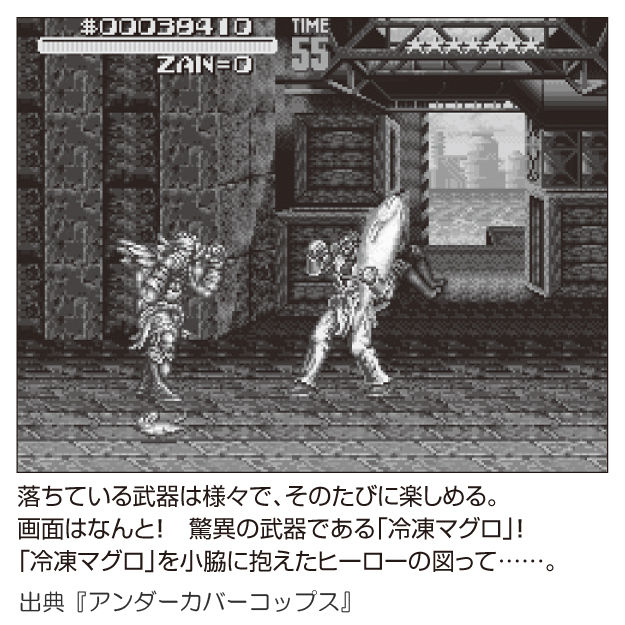 #00039410
TIME
55
ZAN=0
落ちている武器は様々で、そのたびに楽しめる。
画面はなんと!　驚異の武器である「冷凍マグロ」!
「冷凍マグロ」を小脇に抱えたヒーローの図って……。
出典『アンダーカバーコップス』